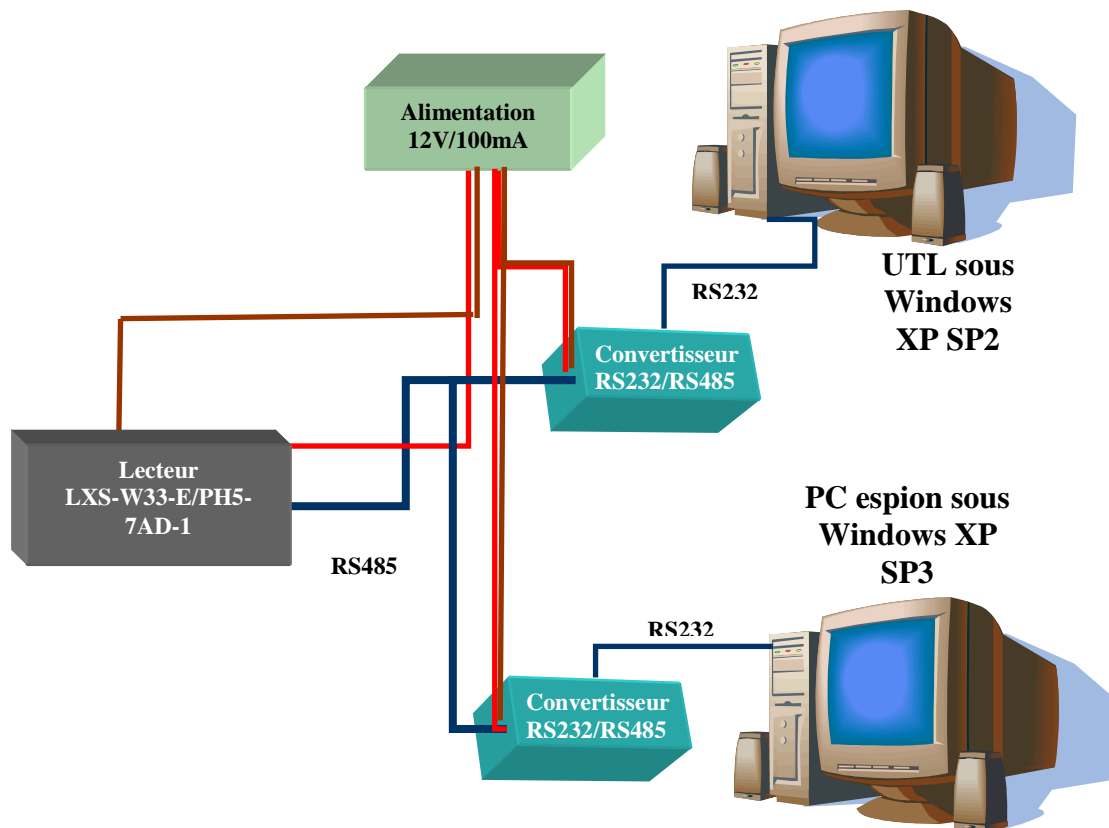 Alimentation
12V/100mA
UTL sous
Windows
XP SP2
RS232
Convertisseur
RS232/RS485
Lecteur
LXS-W33-E/PH5-
7AD-1
RS485
PC espion sous
Windows XP
SP3
RS232
Convertisseur
RS232/RS485